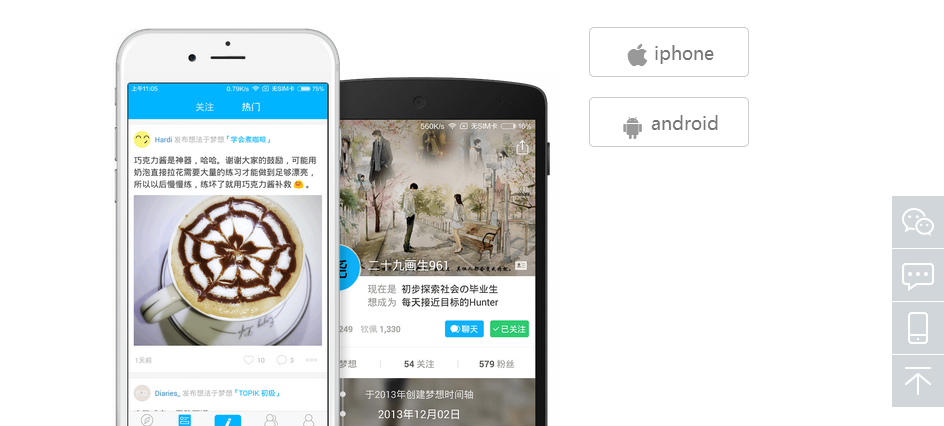 上午11:05
0.79K/s
无SIM卡
75%
关注
热门
Hardi 发布想法于梦想「学会煮咖啡」
巧克力酱是神器，哈哈。谢谢大家的鼓励，可能用
奶泡直接拉花需要大量的练习才能做到足够漂亮，
所以以后慢慢练，练坏了就用巧克力酱补救 。
1天前
10
3
Diaries_ 发布想法于梦想「TOPIK 初级」
560K/s
无SIM卡
16%
二十九画生961
现在是 初步探索社会の毕业生
想成为 每天接近目标的Hunter
249 钦佩 1,330
聊天
已关注
梦想
54 关注
579 粉丝
于2013年创建梦想时间轴
2013年12月02日
iphone
android